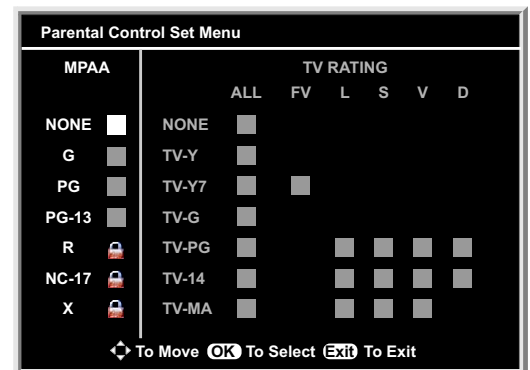 Parental Control Set Menu
MPAA TV RATING
ALL FV L S V D
NONE NONE
G TV-Y
PG TV-Y7
PG-13 TV-G
R TV-PG
NC-17 TV-14
X TV-MA
To Move OK To Select Exit To Exit